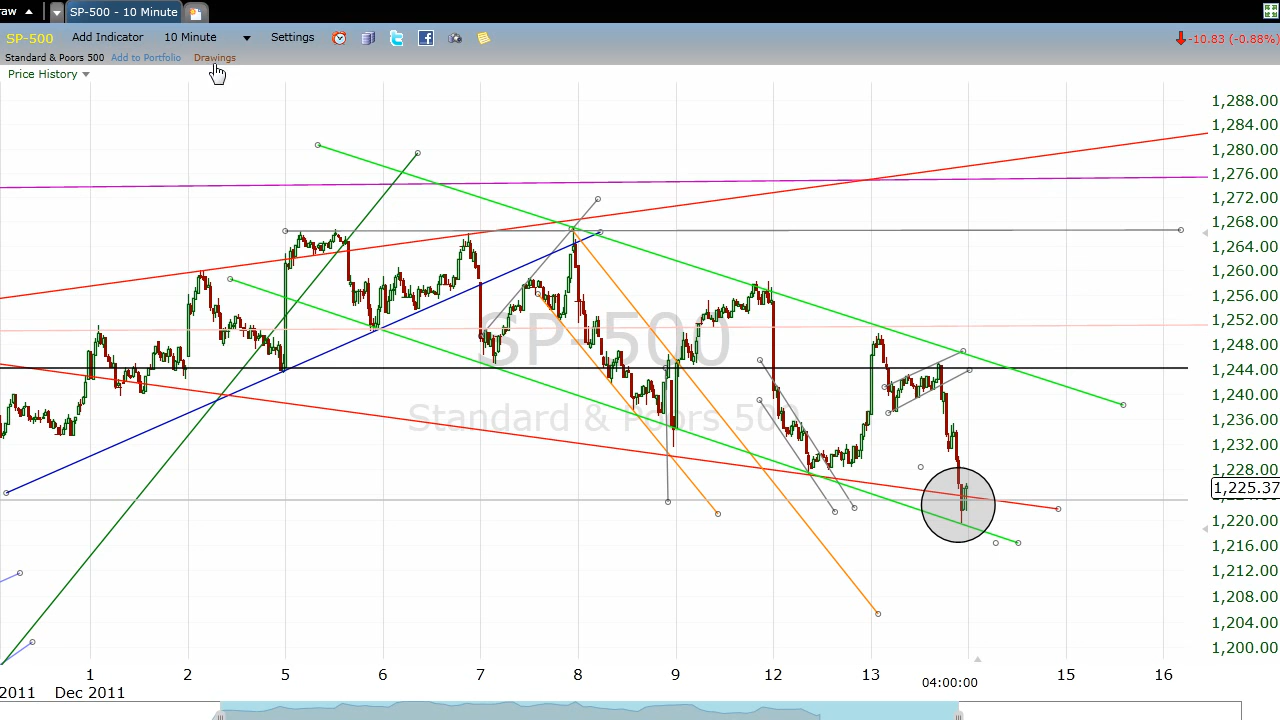 raw
SP-500 - 10 Minute
SP-500 Add Indicator 10 Minute Settings -10.83 (-0.88%)
Standard & Poors 500 Add to Portfolio Drawings
Price History
1,288.00
1,284.00
1,280.00
1,276.00
1,272.00
1,268.00
1,264.00
1,260.00
1,256.00
1,252.00
1,248.00
1,244.00
1,240.00
1,236.00
1,232.00
1,228.00
1,225.37
1,220.00
1,216.00
1,212.00
1,208.00
1,204.00
1,200.00
SP-500
Standard & Poors 500
1 2 5 6 7 8 9 12 13 15 16
04:00:00
2011 Dec 2011